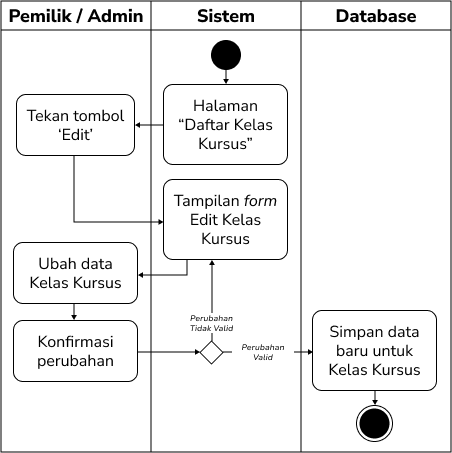 Pemilik / Admin
Sistem
Database
Halaman
“Daftar Kelas
Kursus”
Tekan tombol
‘Edit’
Tampilan form
Edit Kelas
Kursus
Ubah data
Kelas Kursus
Konfirmasi
perubahan
Perubahan
Tidak Valid
Perubahan
Valid
Simpan data
baru untuk
Kelas Kursus